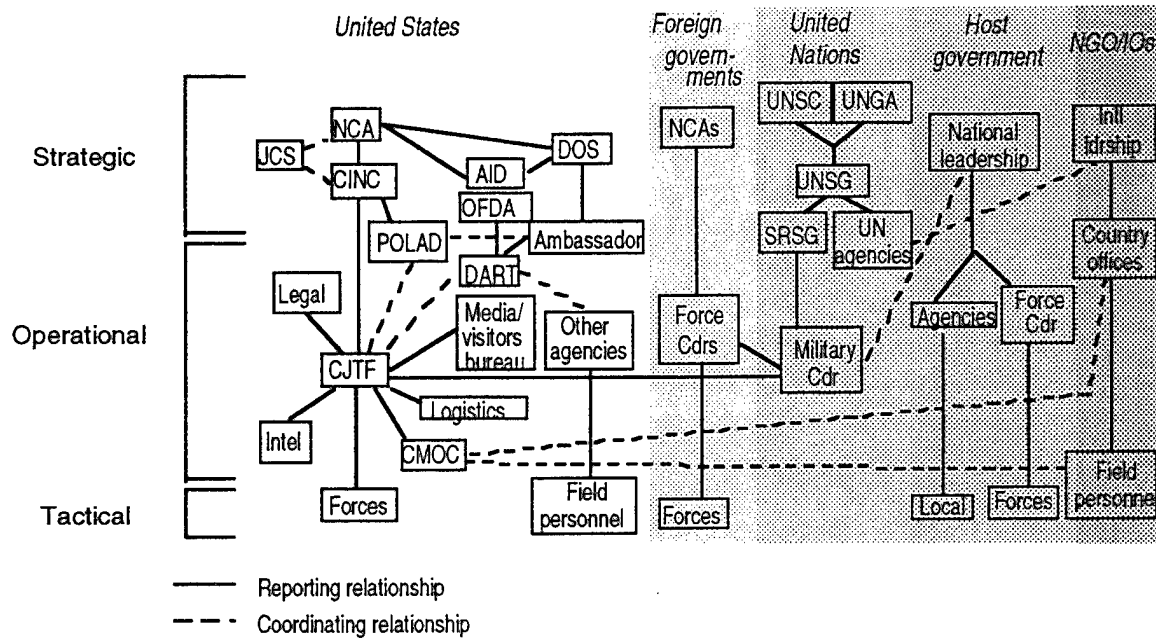 United States
Foreign
govern-
ments
United
Nations
Host
government
NGO/IOs
Strategic
Operational
Tactical
NCA
JCS
CINC
AID
DOS
OFDA
POLAD
Ambassador
DART
Legal
Media/
visitors
bureau
Other
agencies
CJTF
Logistics
Intel
CMOC
Forces
Field
personnel
NCAs
Force
Cdrs
Forces
UNSC
UNGA
UNSG
SRSG
UN
agencies
Military
Cdr
National
leadership
Agencies
Force
Cdr
Local
Forces
Intl
ldrship
Country
offices
Field
personnel
Reporting relationship
Coordinating relationship